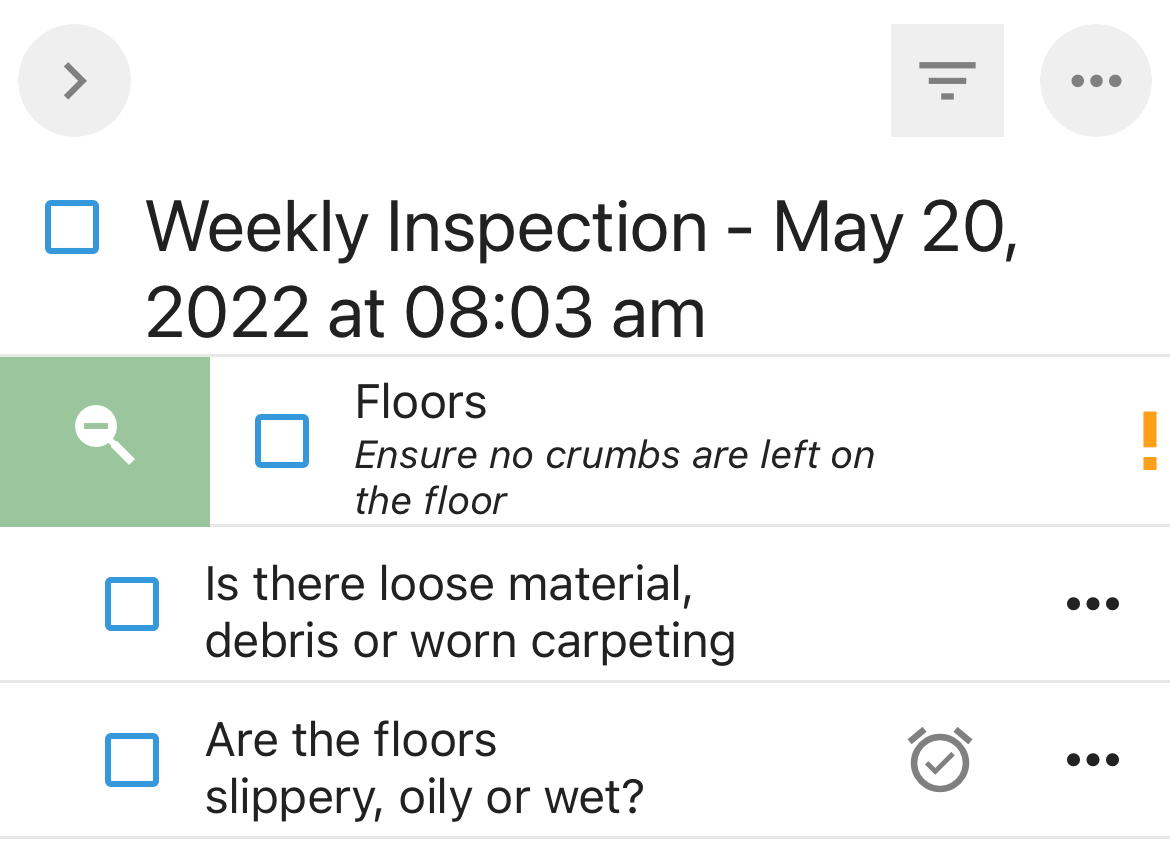 Weekly Inspection - May 20,
2022 at 08:03 am
Floors
Ensure no crumbs are left on
the floor
Is there loose material,
debris or worn carpeting
Are the floors
slippery, oily or wet?